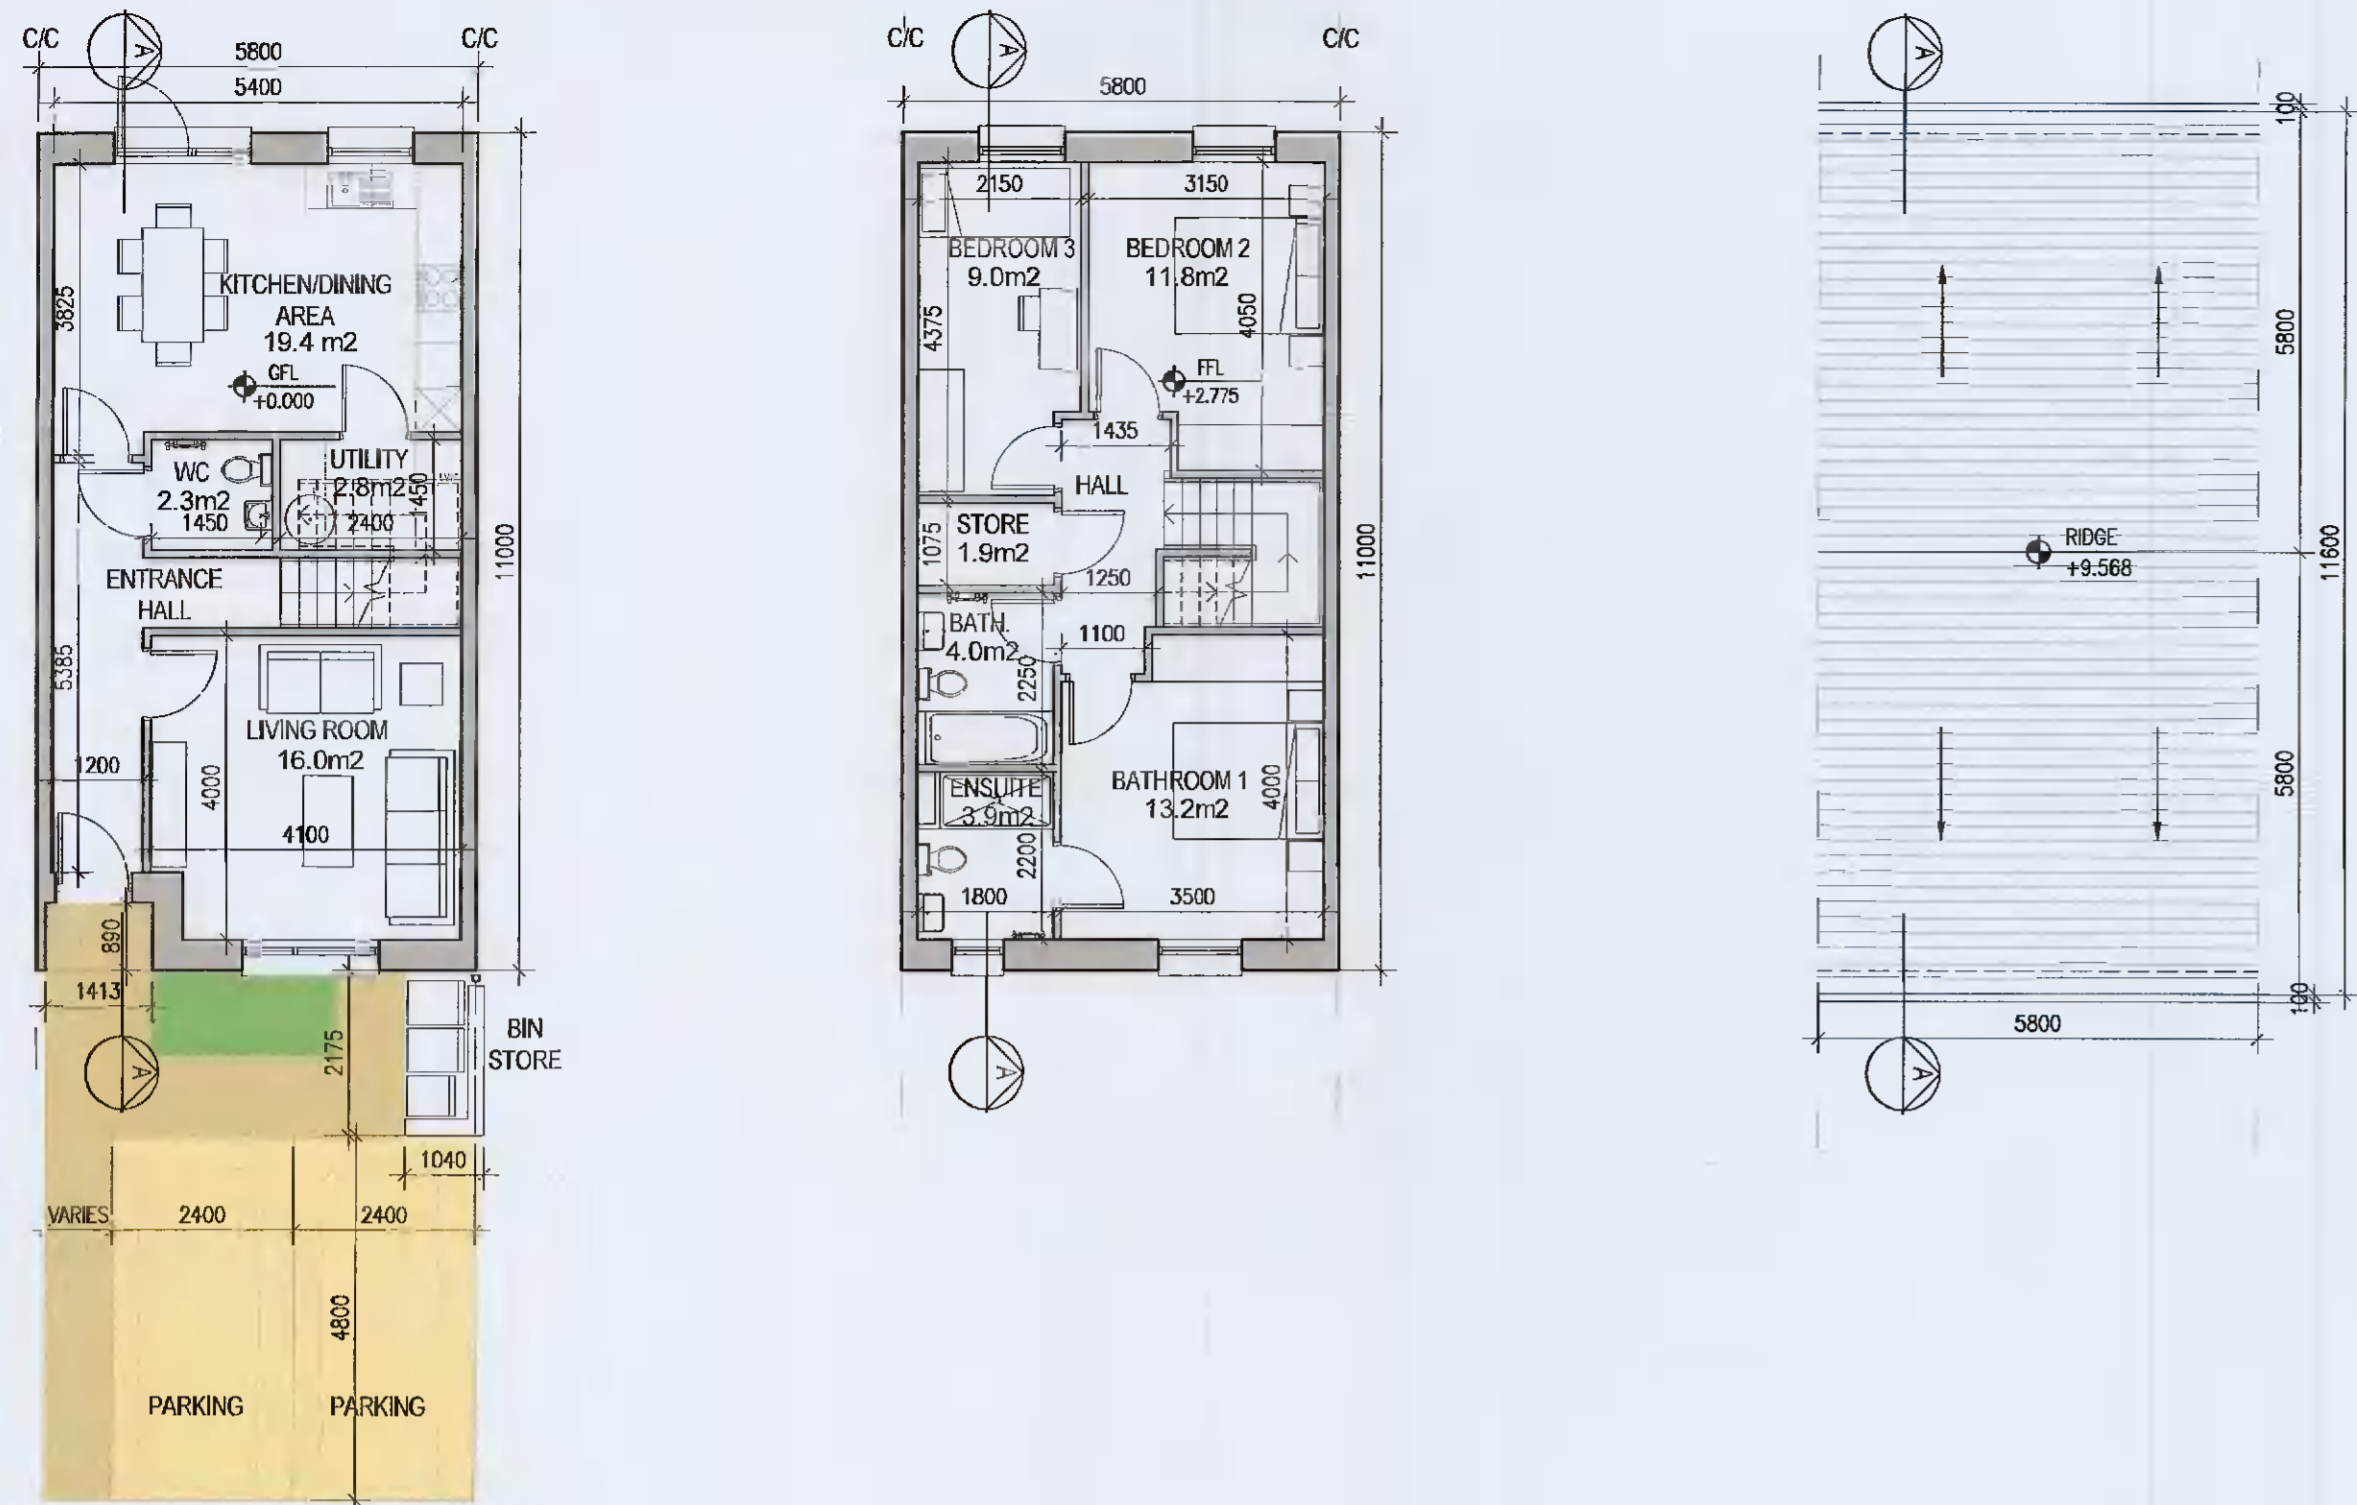 C/C
C/C
A
5800
5400
KITCHEN/DINING
AREA
19.4 m2
3825
GFL
+0.000
WC
2.3m2
1450
UTILITY
2.8m2
1450
2400
11000
ENTRANCE
HALL
5385
LIVING ROOM
16.0m2
1200
4000
4100
890
1413
2175
A
BIN
STORE
1040
VARIES
2400
2400
4800
PARKING
PARKING
C/C
C/C
A
5800
2150
3150
BEDROOM 3
9.0m2
BEDROOM 2
11.8m2
4375
4050
FFL
+2.775
1435
HALL
STORE
1.9m2
1075
11000
1250
BATH.
4.0m2
1100
2250
BATHROOM 1
13.2m2
4000
ENSUITE
3.9m2
2200
1800
3500
A
A
100
5800
RIDGE
+9.568
11600
5800
100
5800
A